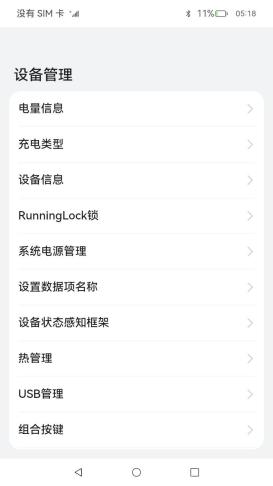 没有 SIM 卡 11% 05:18
设备管理
电量信息
充电类型
设备信息
RunningLock锁
系统电源管理
设置数据项名称
设备状态感知框架
热管理
USB管理
组合按键